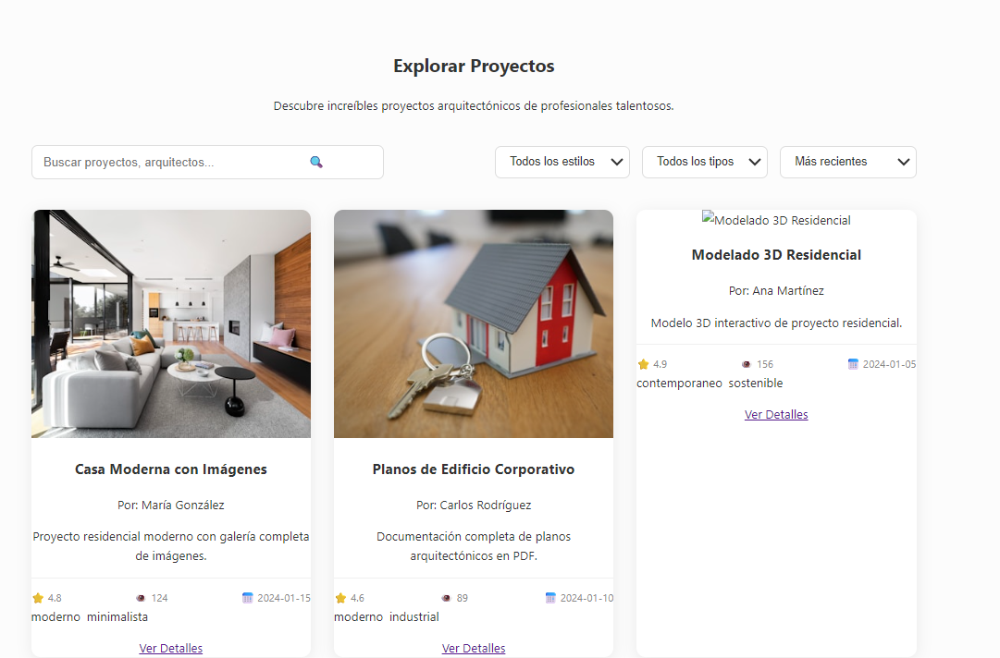 Explorar Proyectos
Descubre increíbles proyectos arquitectónicos de profesionales talentosos.
Buscar proyectos, arquitectos...
Todos los estilos
Todos los tipos
Más recientes
Casa Moderna con Imágenes
Por: María González
Proyecto residencial moderno con galería completa
de imágenes.
4.8 124 2024-01-15
moderno minimalista
Ver Detalles
Planos de Edificio Corporativo
Por: Carlos Rodríguez
Documentación completa de planos
arquitectónicos en PDF.
4.6 89 2024-01-10
moderno industrial
Ver Detalles
Modelado 3D Residencial
Modelado 3D Residencial
Por: Ana Martínez
Modelo 3D interactivo de proyecto residencial.
4.9 156 2024-01-05
contemporaneo sostenible
Ver Detalles